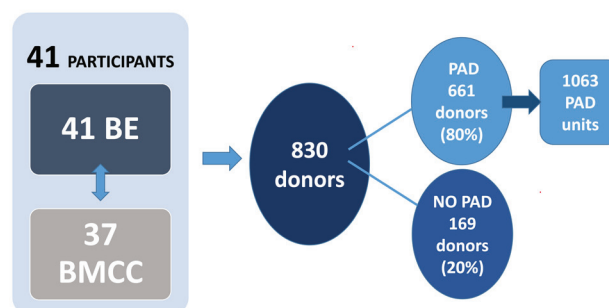 41 PARTICIPANTS
41 BE
37
BMCC
830
donors
PAD
661
donors
(80%)
1063
PAD
units
NO PAD
169
donors
(20%)